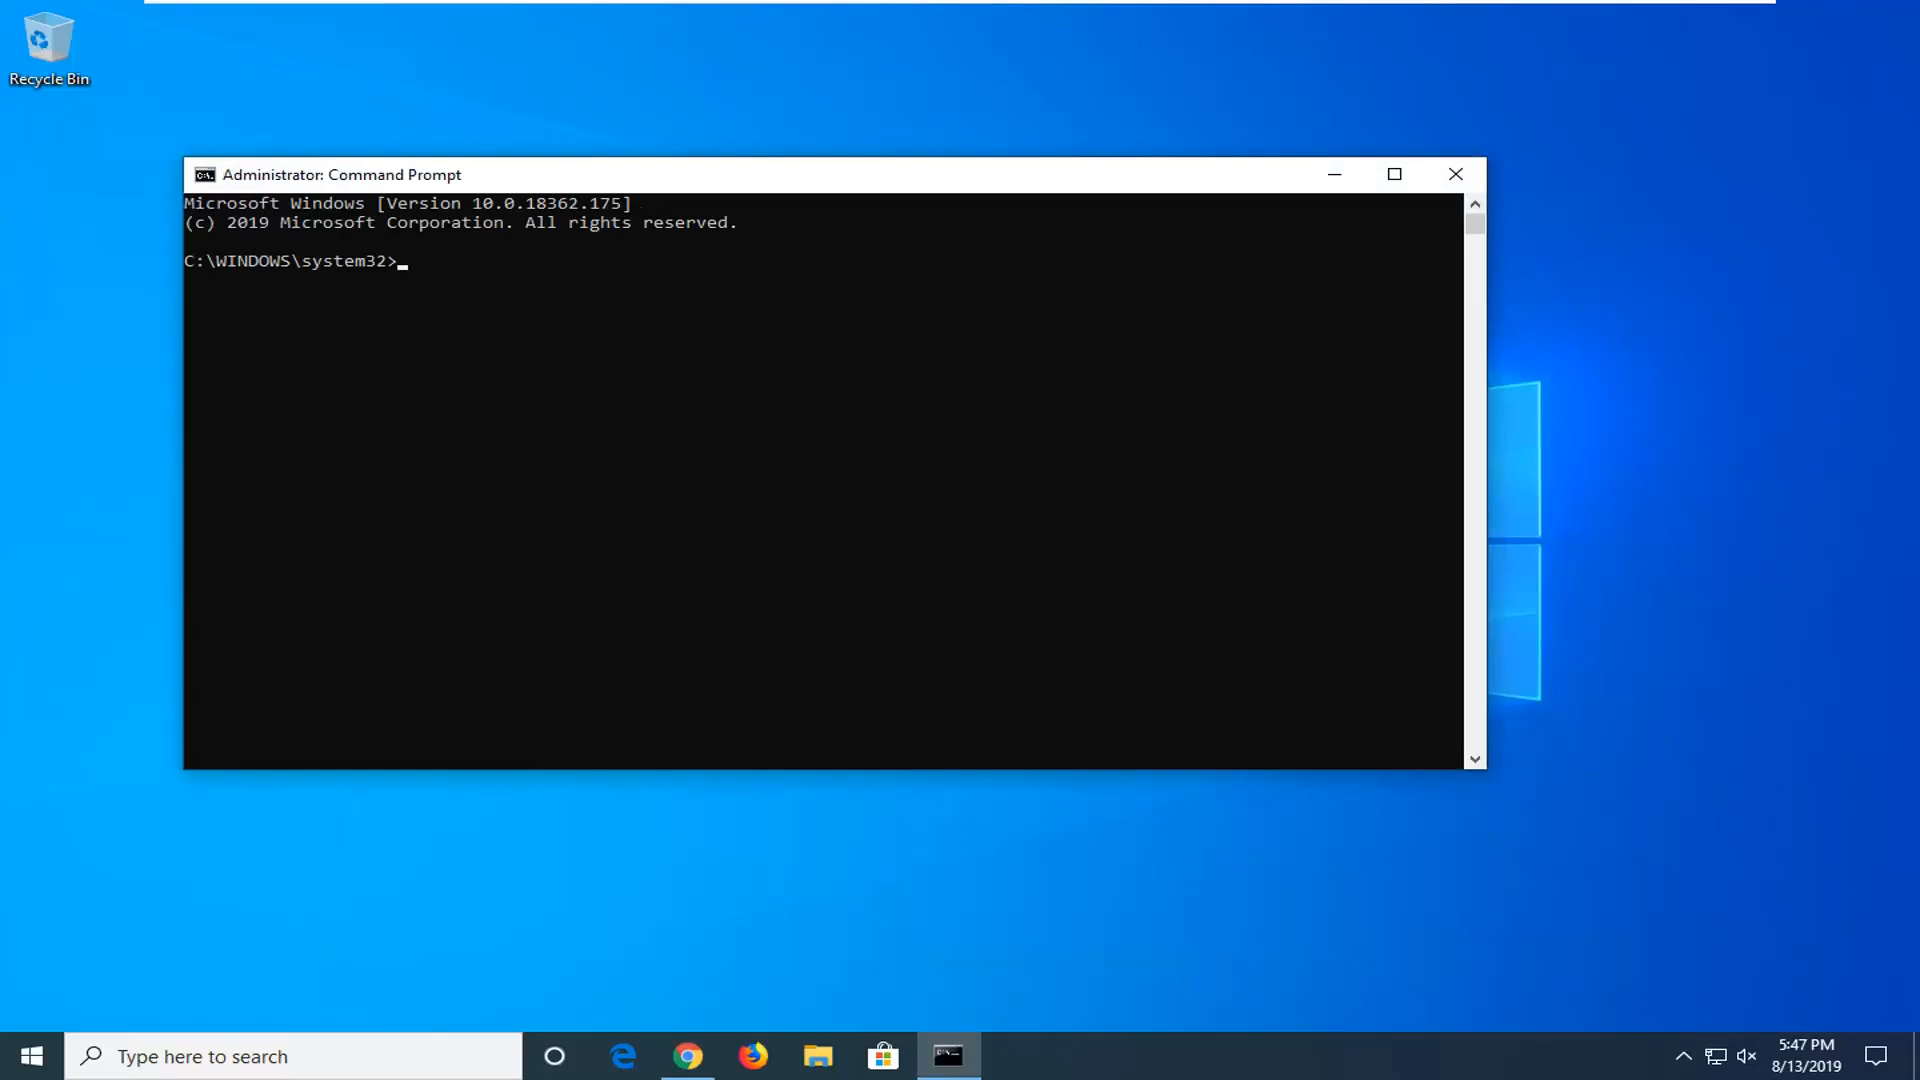 Recycle Bin
Administrator: Command Prompt
Microsoft Windows [Version 10.0.18362.175]
(c) 2019 Microsoft Corporation. All rights reserved.
C:\WINDOWS\system32>
Type here to search
5:47 PM
8/13/2019